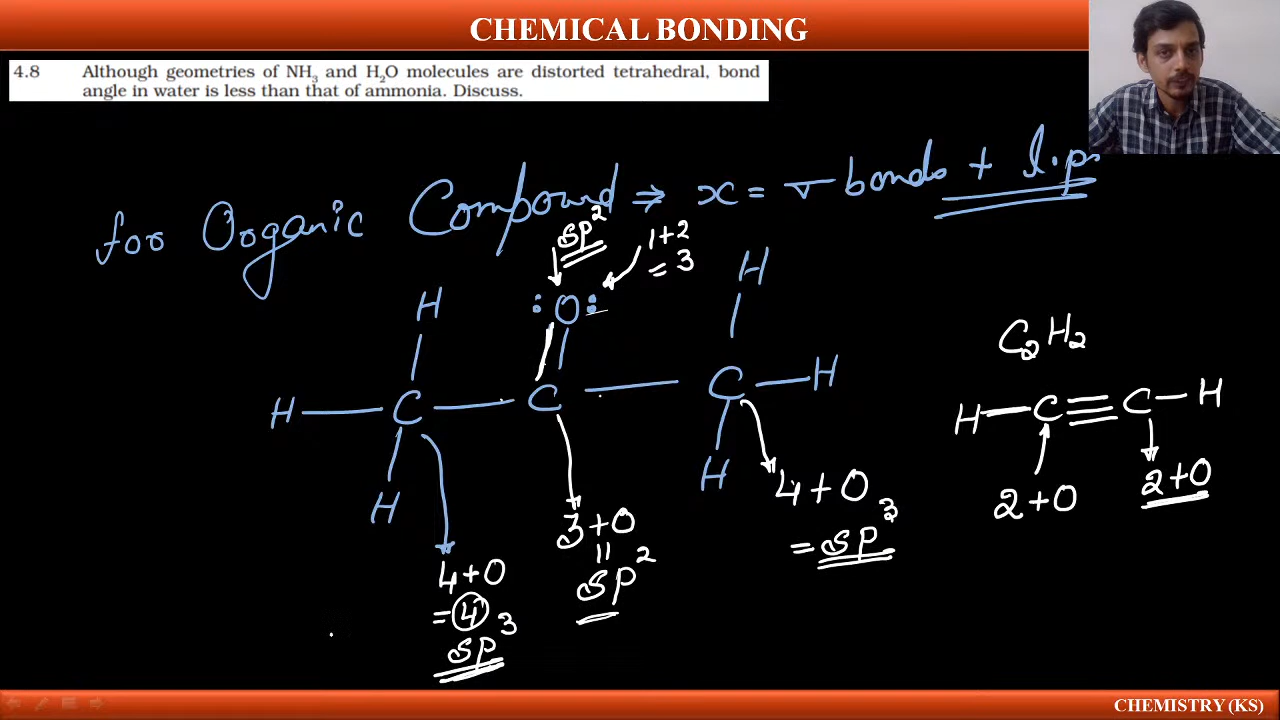 CHEMICAL BONDING
4.8 Although geometries of NH₃ and H₂O molecules are distorted tetrahedral, bond
angle in water is less than that of ammonia. Discuss.
for Organic Compound ⇒ x = σ bonds + l.p.
sp²
1+2
= 3
H
:O:
H
C₂H₂
H—C—C—C—H
H—C≡C—H
H
H
2+0
2+0
4+0
= sp³
3+0
=
sp²
4+0
= 4
sp³
CHEMISTRY (KS)